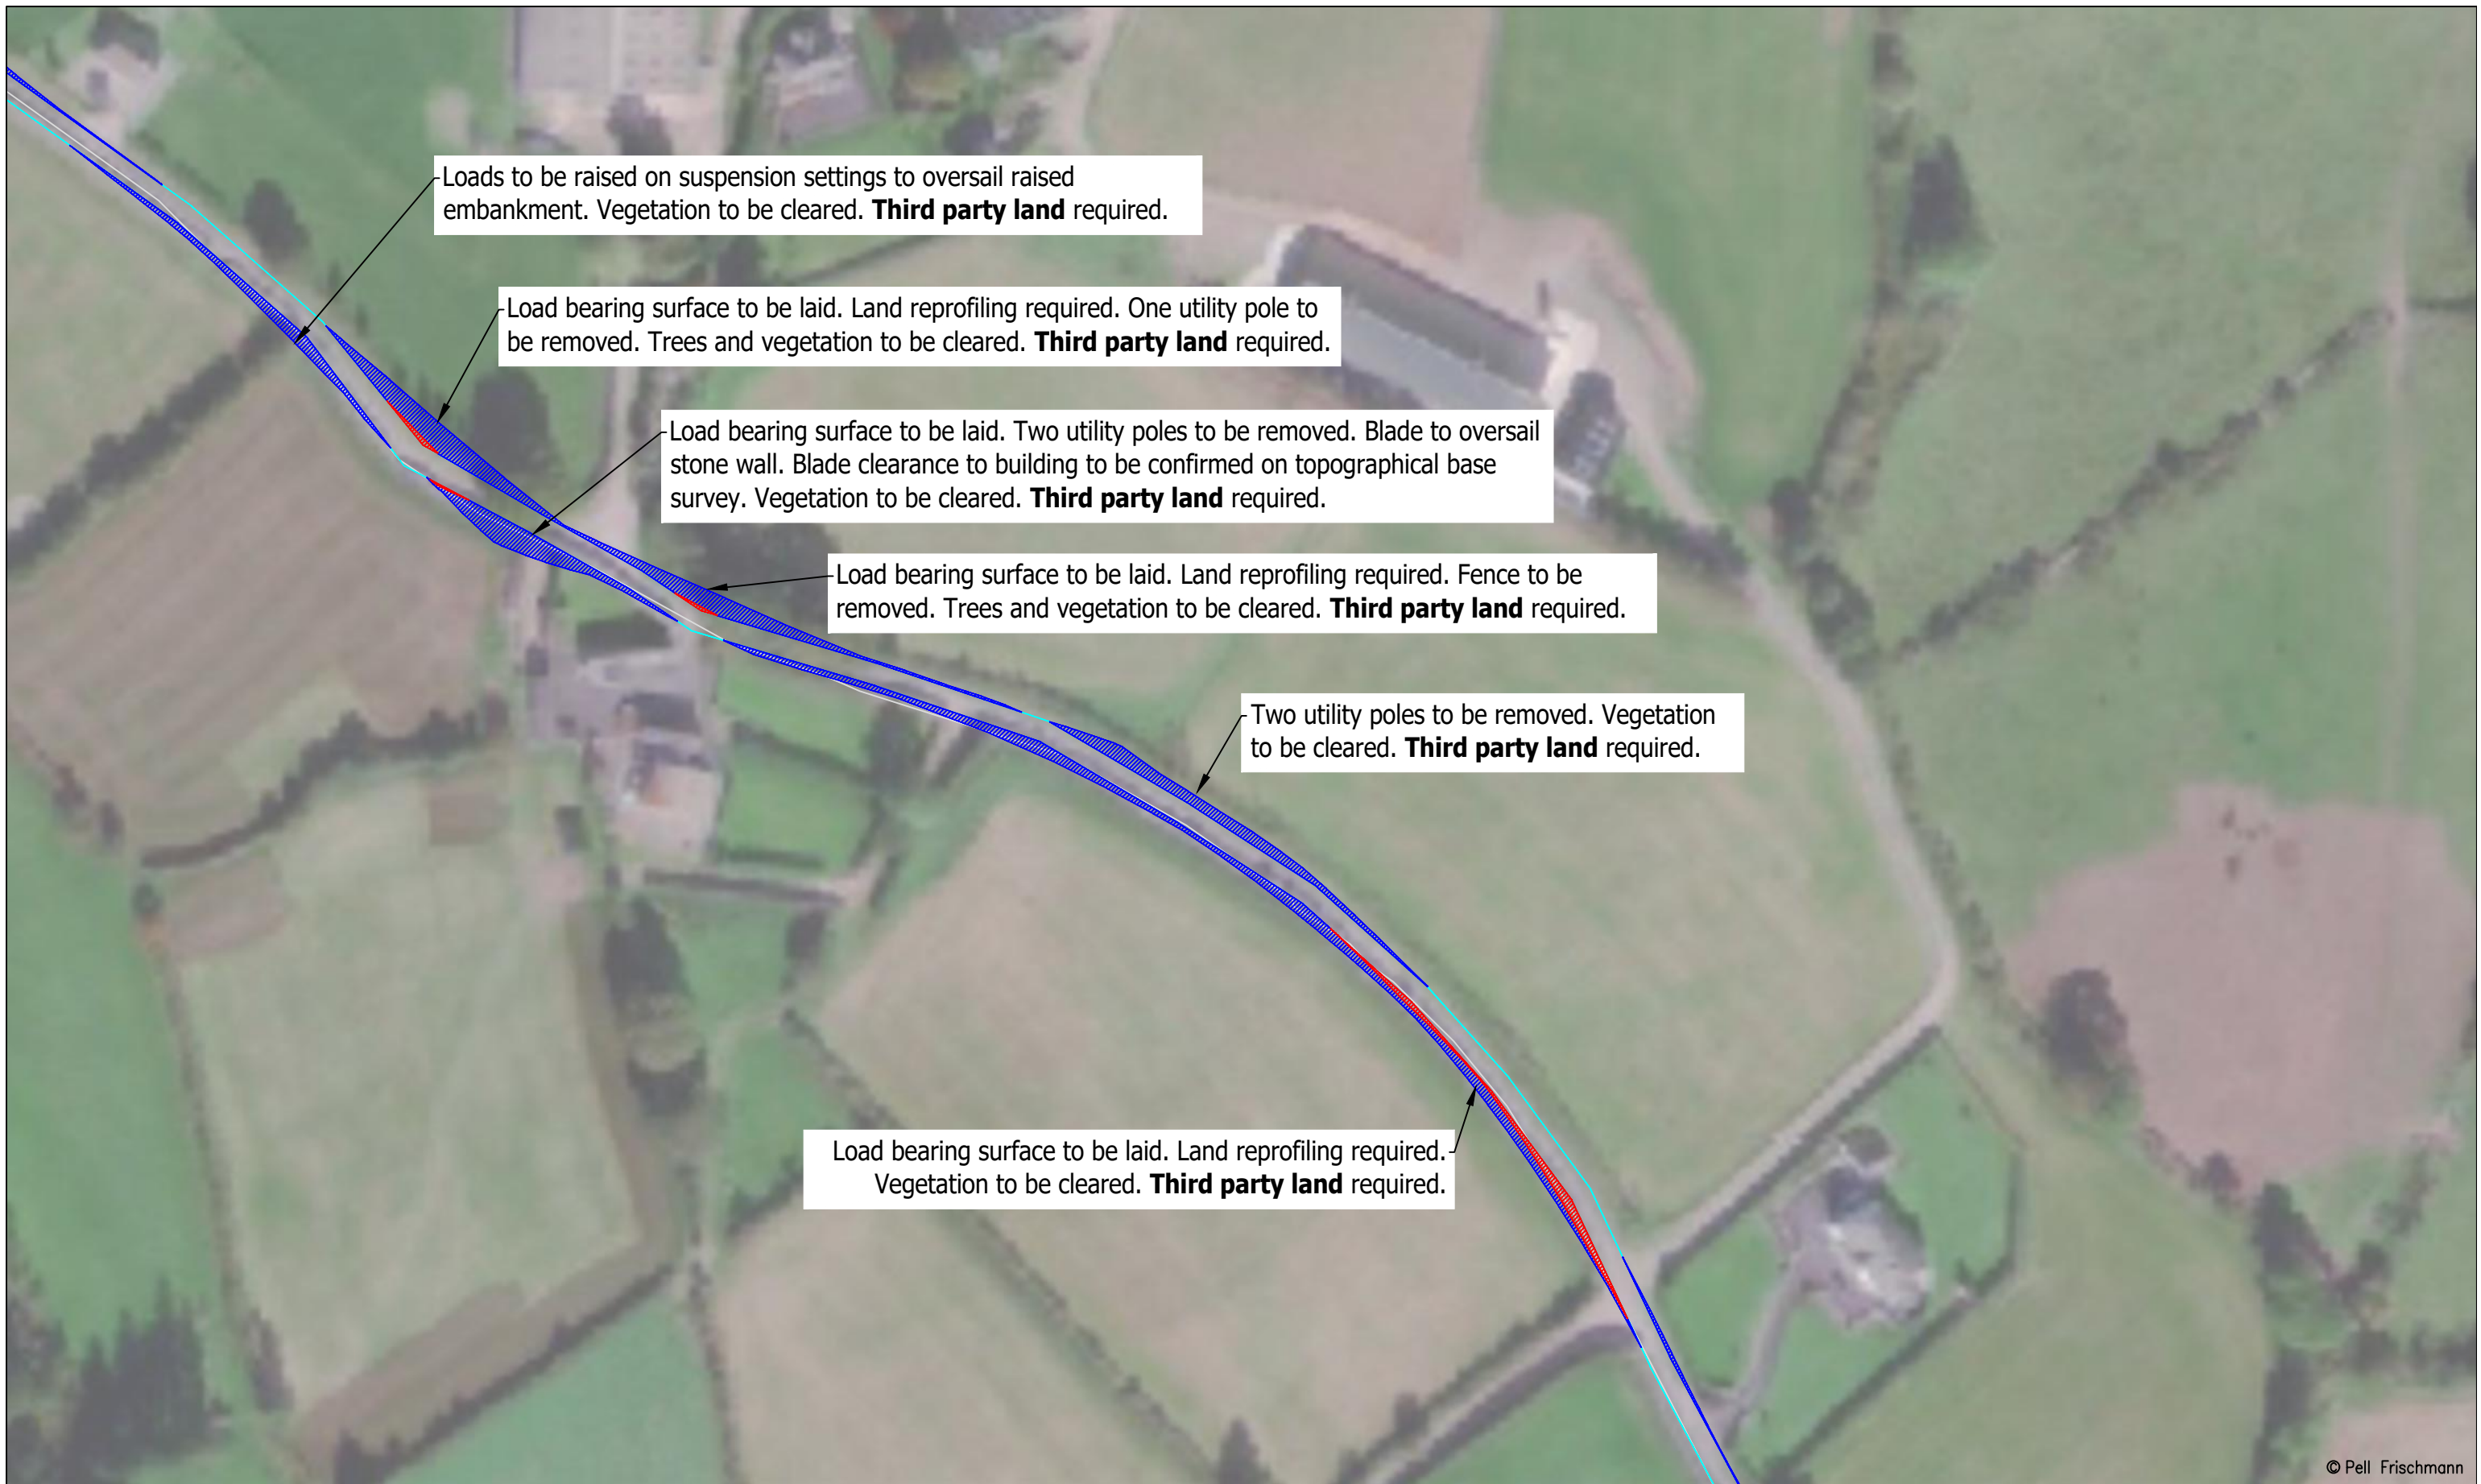 Loads to be raised on suspension settings to oversail raised
embankment. Vegetation to be cleared. Third party land required.
Load bearing surface to be laid. Land reprofiling required. One utility pole to
be removed. Trees and vegetation to be cleared. Third party land required.
Load bearing surface to be laid. Two utility poles to be removed. Blade to oversail
stone wall. Blade clearance to building to be confirmed on topographical base
survey. Vegetation to be cleared. Third party land required.
Load bearing surface to be laid. Land reprofiling required. Fence to be
removed. Trees and vegetation to be cleared. Third party land required.
Two utility poles to be removed. Vegetation
to be cleared. Third party land required.
Load bearing surface to be laid. Land reprofiling required.
Vegetation to be cleared. Third party land required.
© Pell Frischmann